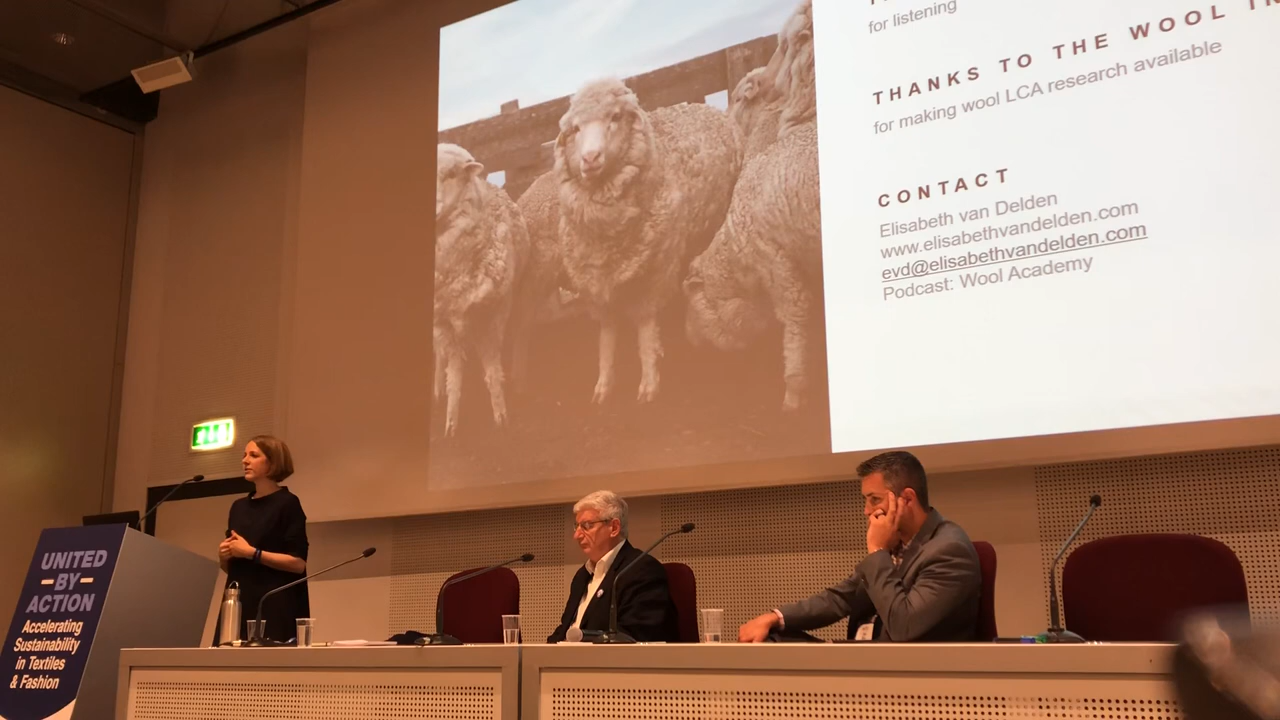 for listening
THANKS TO THE WOOL
for making wool LCA research available
CONTACT
Elisabeth van Delden
www.elisabethvandelden.com
evd@elisabethvandelden.com
Podcast: Wool Academy
UNITED
BY
ACTION
Accelerating
Sustainability
in Textiles
& Fashion